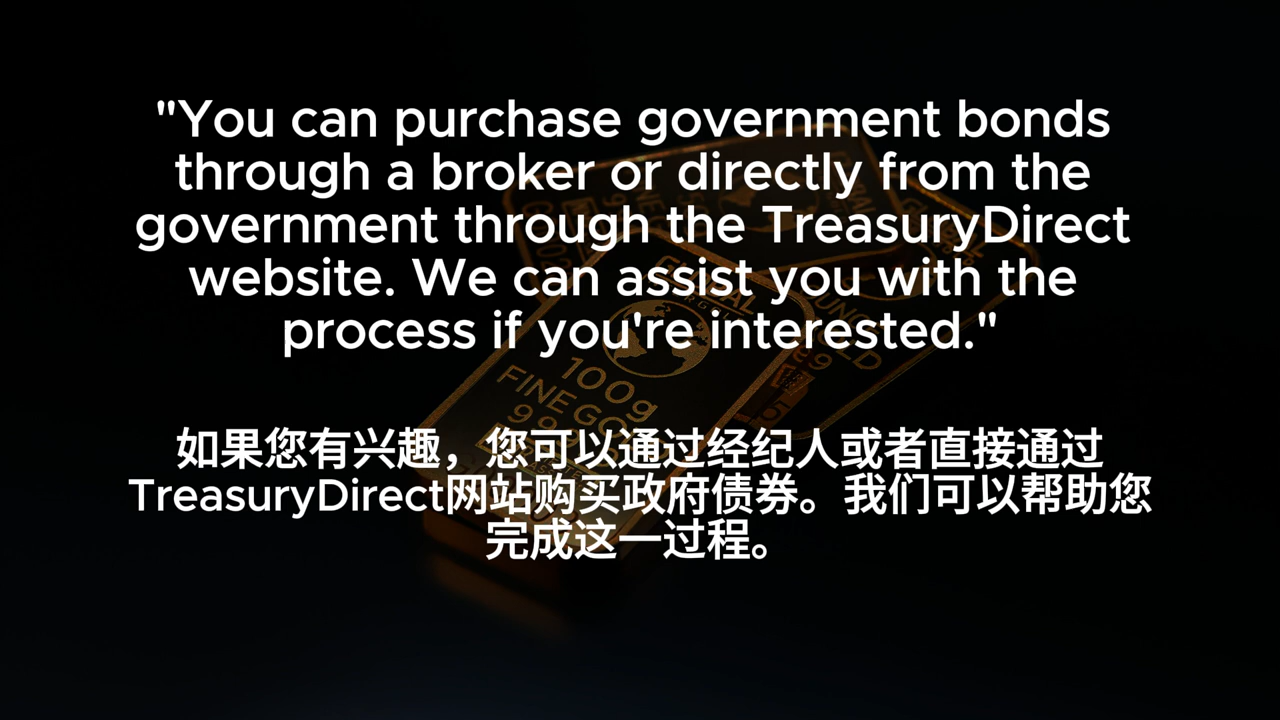 "You can purchase government bonds
through a broker or directly from the
government through the TreasuryDirect
website. We can assist you with the
process if you're interested."
如果您有兴趣，您可以通过经纪人或者直接通过
TreasuryDirect网站购买政府债券。我们可以帮助您
完成这一过程。
100g
FINE GO